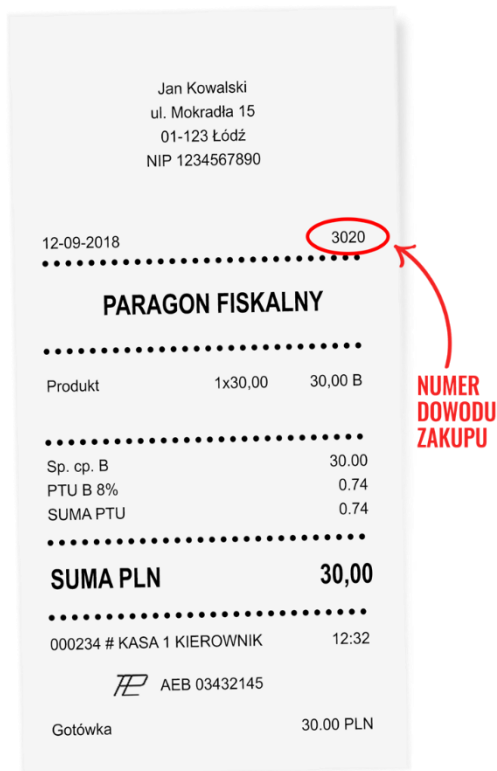 Jan Kowalski
ul. Mokradła 15
01-123 Łódź
NIP 1234567890
12-09-2018 3020
PARAGON FISKALNY
Produkt 1x30,00 30,00 B
NUMER
DOWODU
ZAKUPU
Sp. cp. B 30.00
PTU B 8% 0.74
SUMA PTU 0.74
SUMA PLN 30,00
000234 # KASA 1 KIEROWNIK 12:32
AEB 03432145
Gotówka 30.00 PLN